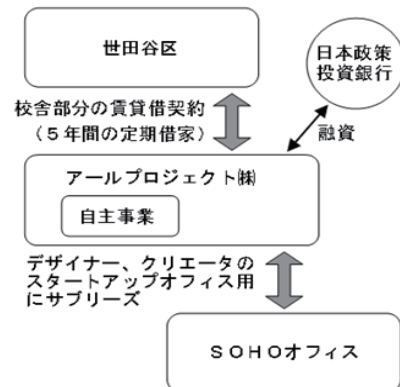 世田谷区
日本政策
投資銀行
校舎部分の賃貸借契約
（５年間の定期借家）
融資
アールプロジェクト㈱
自主事業
デザイナー、クリエータの
スタートアップオフィス用
にサブリーズ
ＳＯＨＯオフィス